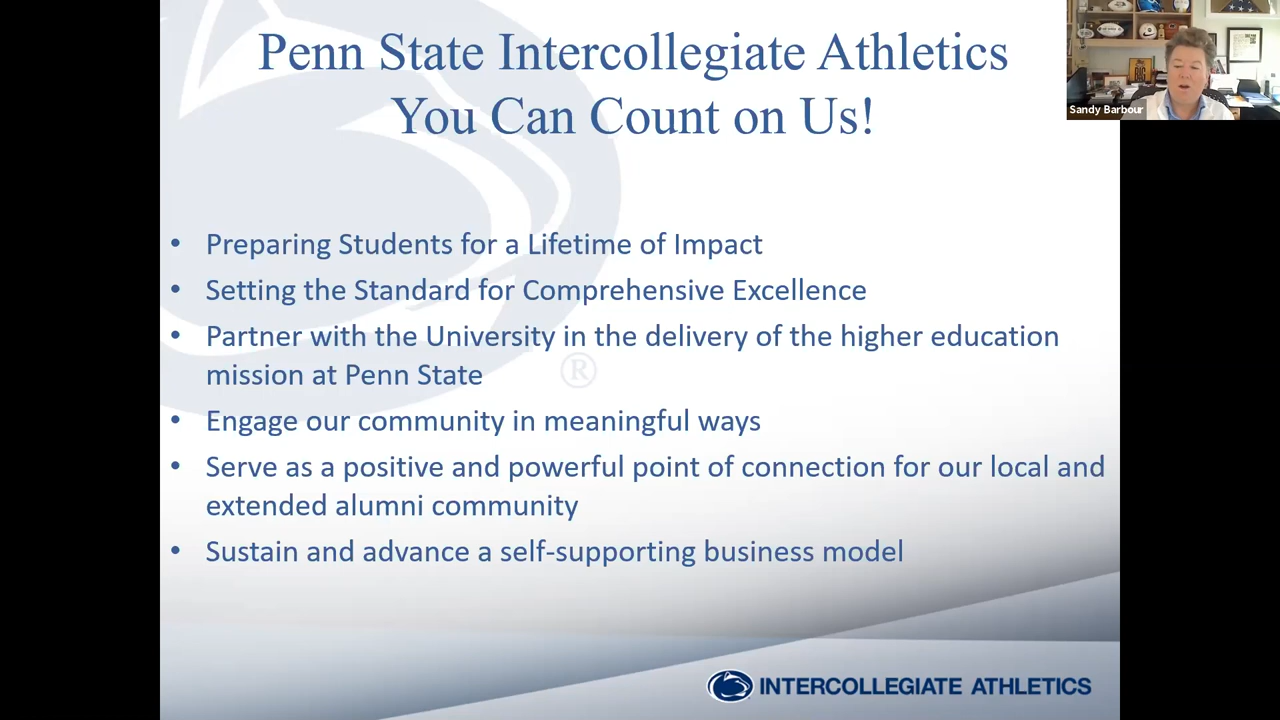 Penn State Intercollegiate Athletics
You Can Count on Us!
Sandy Barbour
• Preparing Students for a Lifetime of Impact
• Setting the Standard for Comprehensive Excellence
• Partner with the University in the delivery of the higher education
mission at Penn State
®
• Engage our community in meaningful ways
• Serve as a positive and powerful point of connection for our local and
extended alumni community
• Sustain and advance a self-supporting business model
INTERCOLLEGIATE ATHLETICS